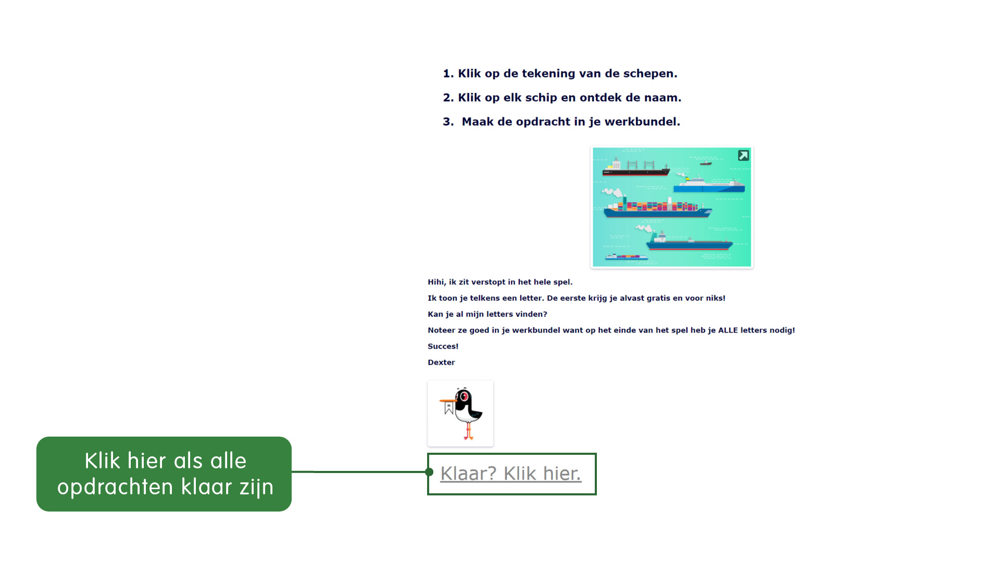 1. Klik op de tekening van de schepen.
2. Klik op elk schip en ontdek de naam.
3. Maak de opdracht in je werkbundel.
Hihi, ik zit verstopt in het hele spel.
Ik toon je telkens een letter. De eerste krijg je alvast gratis en voor niks!
Kan je al mijn letters vinden?
Noteer ze goed in je werkbundel want op het einde van het spel heb je ALLE letters nodig!
Succes!
Dexter
H
Klik hier als alle
opdrachten klaar zijn
Klaar? Klik hier.